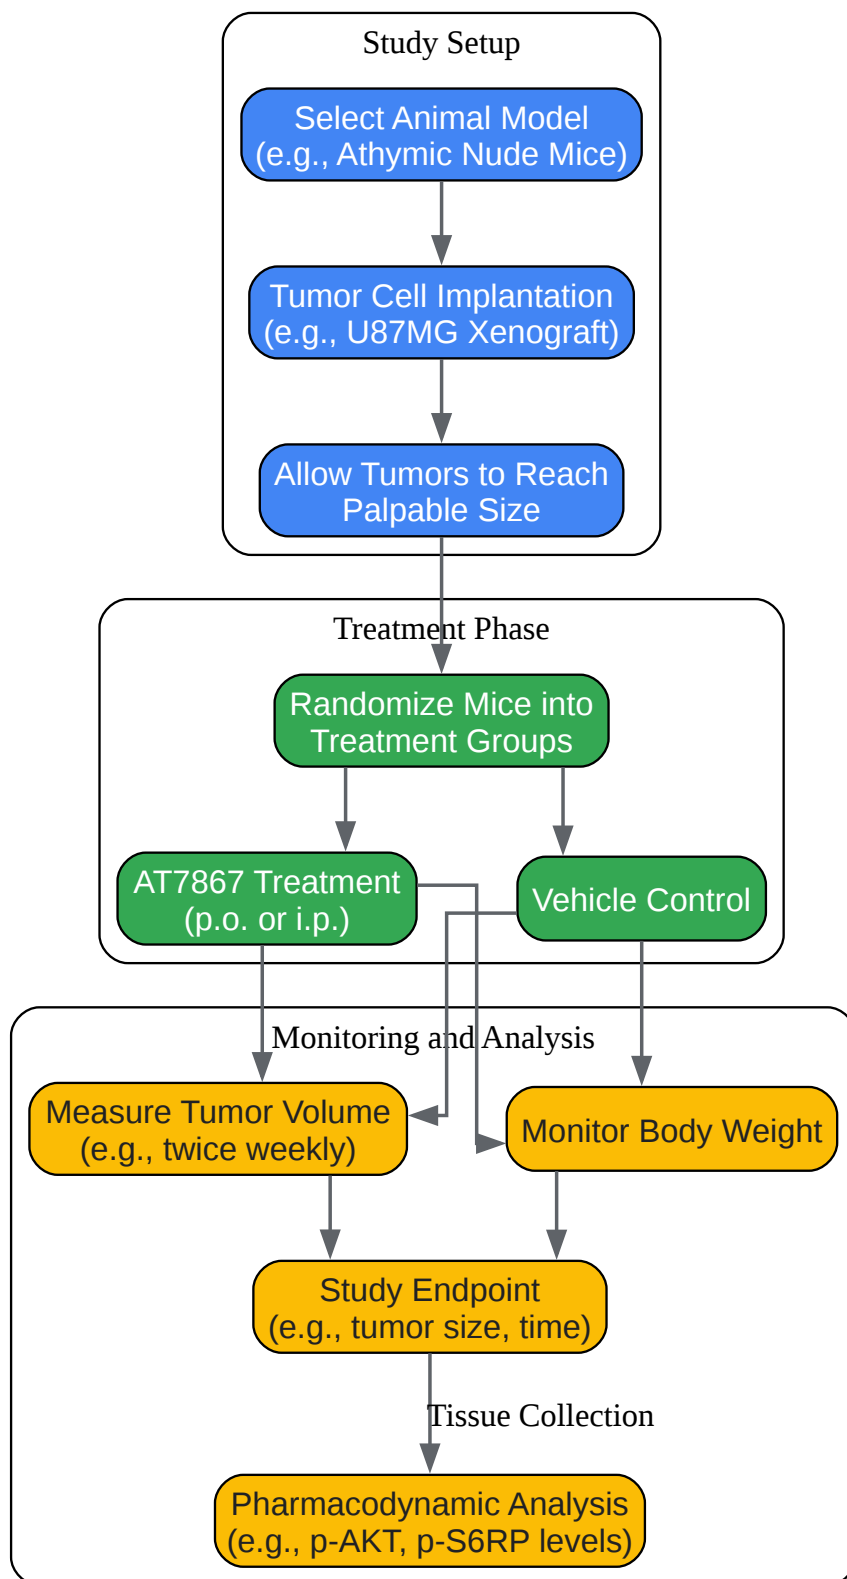 Study Setup
Select Animal Model
(e.g., Athymic Nude Mice)
Tumor Cell Implantation
(e.g., U87MG Xenograft)
Allow Tumors to Reach
Palpable Size
Treatment Phase
Randomize Mice into
Treatment Groups
AT7867 Treatment
(p.o. or i.p.)
Vehicle Control
Monitoring and Analysis
Measure Tumor Volume
(e.g., twice weekly)
Monitor Body Weight
Study Endpoint
(e.g., tumor size, time)
Tissue Collection
Pharmacodynamic Analysis
(e.g., p-AKT, p-S6RP levels)